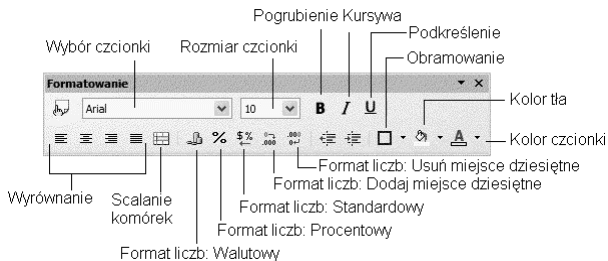 Pogrubienie Kursywa
Podkreślenie
Wybór czcionki
Rozmiar czcionki
Obramowanie
Formatowanie
Kolor tła
Arial
10
B I U
Kolor czcionki
Format liczb: Usuń miejsce dziesiętne
Wyrównanie
Scalanie
komórek
Format liczb: Dodaj miejsce dziesiętne
Format liczb: Standardowy
Format liczb: Procentowy
Format liczb: Walutowy